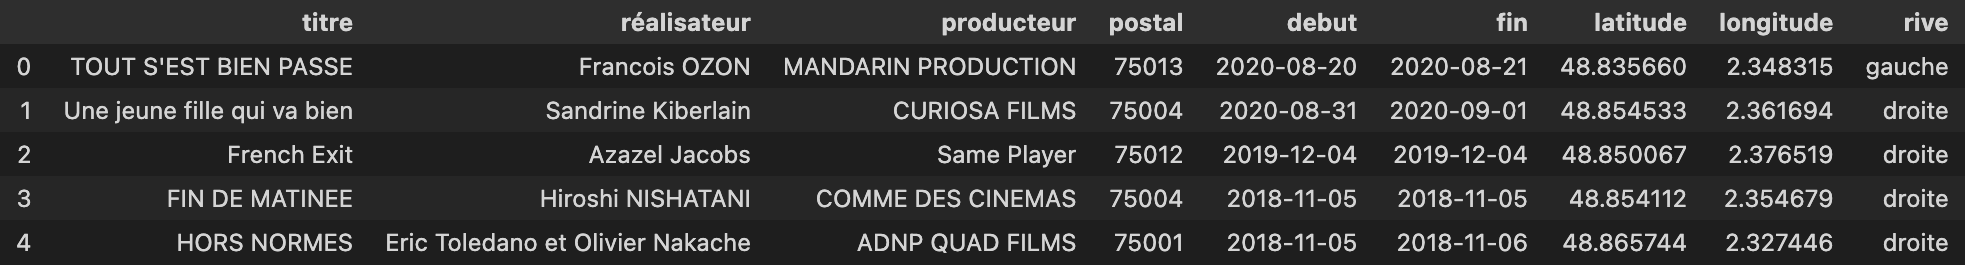 titre réalisateur producteur postal debut fin latitude longitude rive
0 TOUT S'EST BIEN PASSE Francois OZON MANDARIN PRODUCTION 75013 2020-08-20 2020-08-21 48.835660 2.348315 gauche
1 Une jeune fille qui va bien Sandrine Kiberlain CURIOSA FILMS 75004 2020-08-31 2020-09-01 48.854533 2.361694 droite
2 French Exit Azazel Jacobs Same Player 75012 2019-12-04 2019-12-04 48.850067 2.376519 droite
3 FIN DE MATINEE Hiroshi NISHATANI COMME DES CINEMAS 75004 2018-11-05 2018-11-05 48.854112 2.354679 droite
4 HORS NORMES Eric Toledano et Olivier Nakache ADNP QUAD FILMS 75001 2018-11-05 2018-11-06 48.865744 2.327446 droite